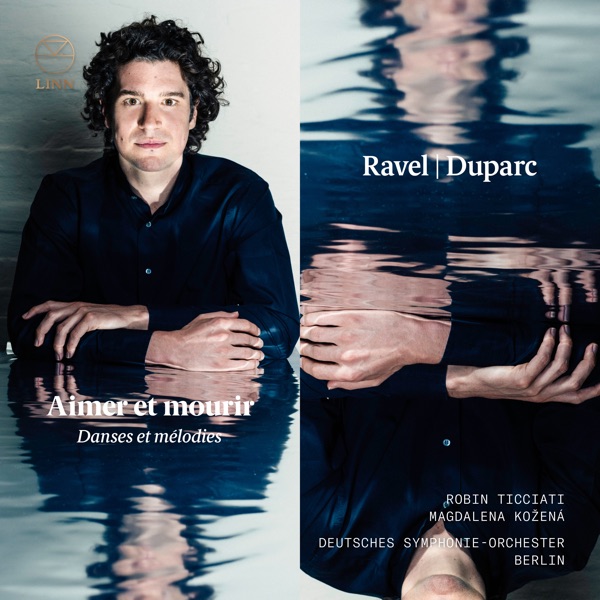 LINN
Ravel | Duparc
Aimer et mourir
Danses et mélodies
ROBIN TICCIATI
MAGDALENA KOŽENÁ
DEUTSCHES SYMPHONIE-ORCHESTER
BERLIN